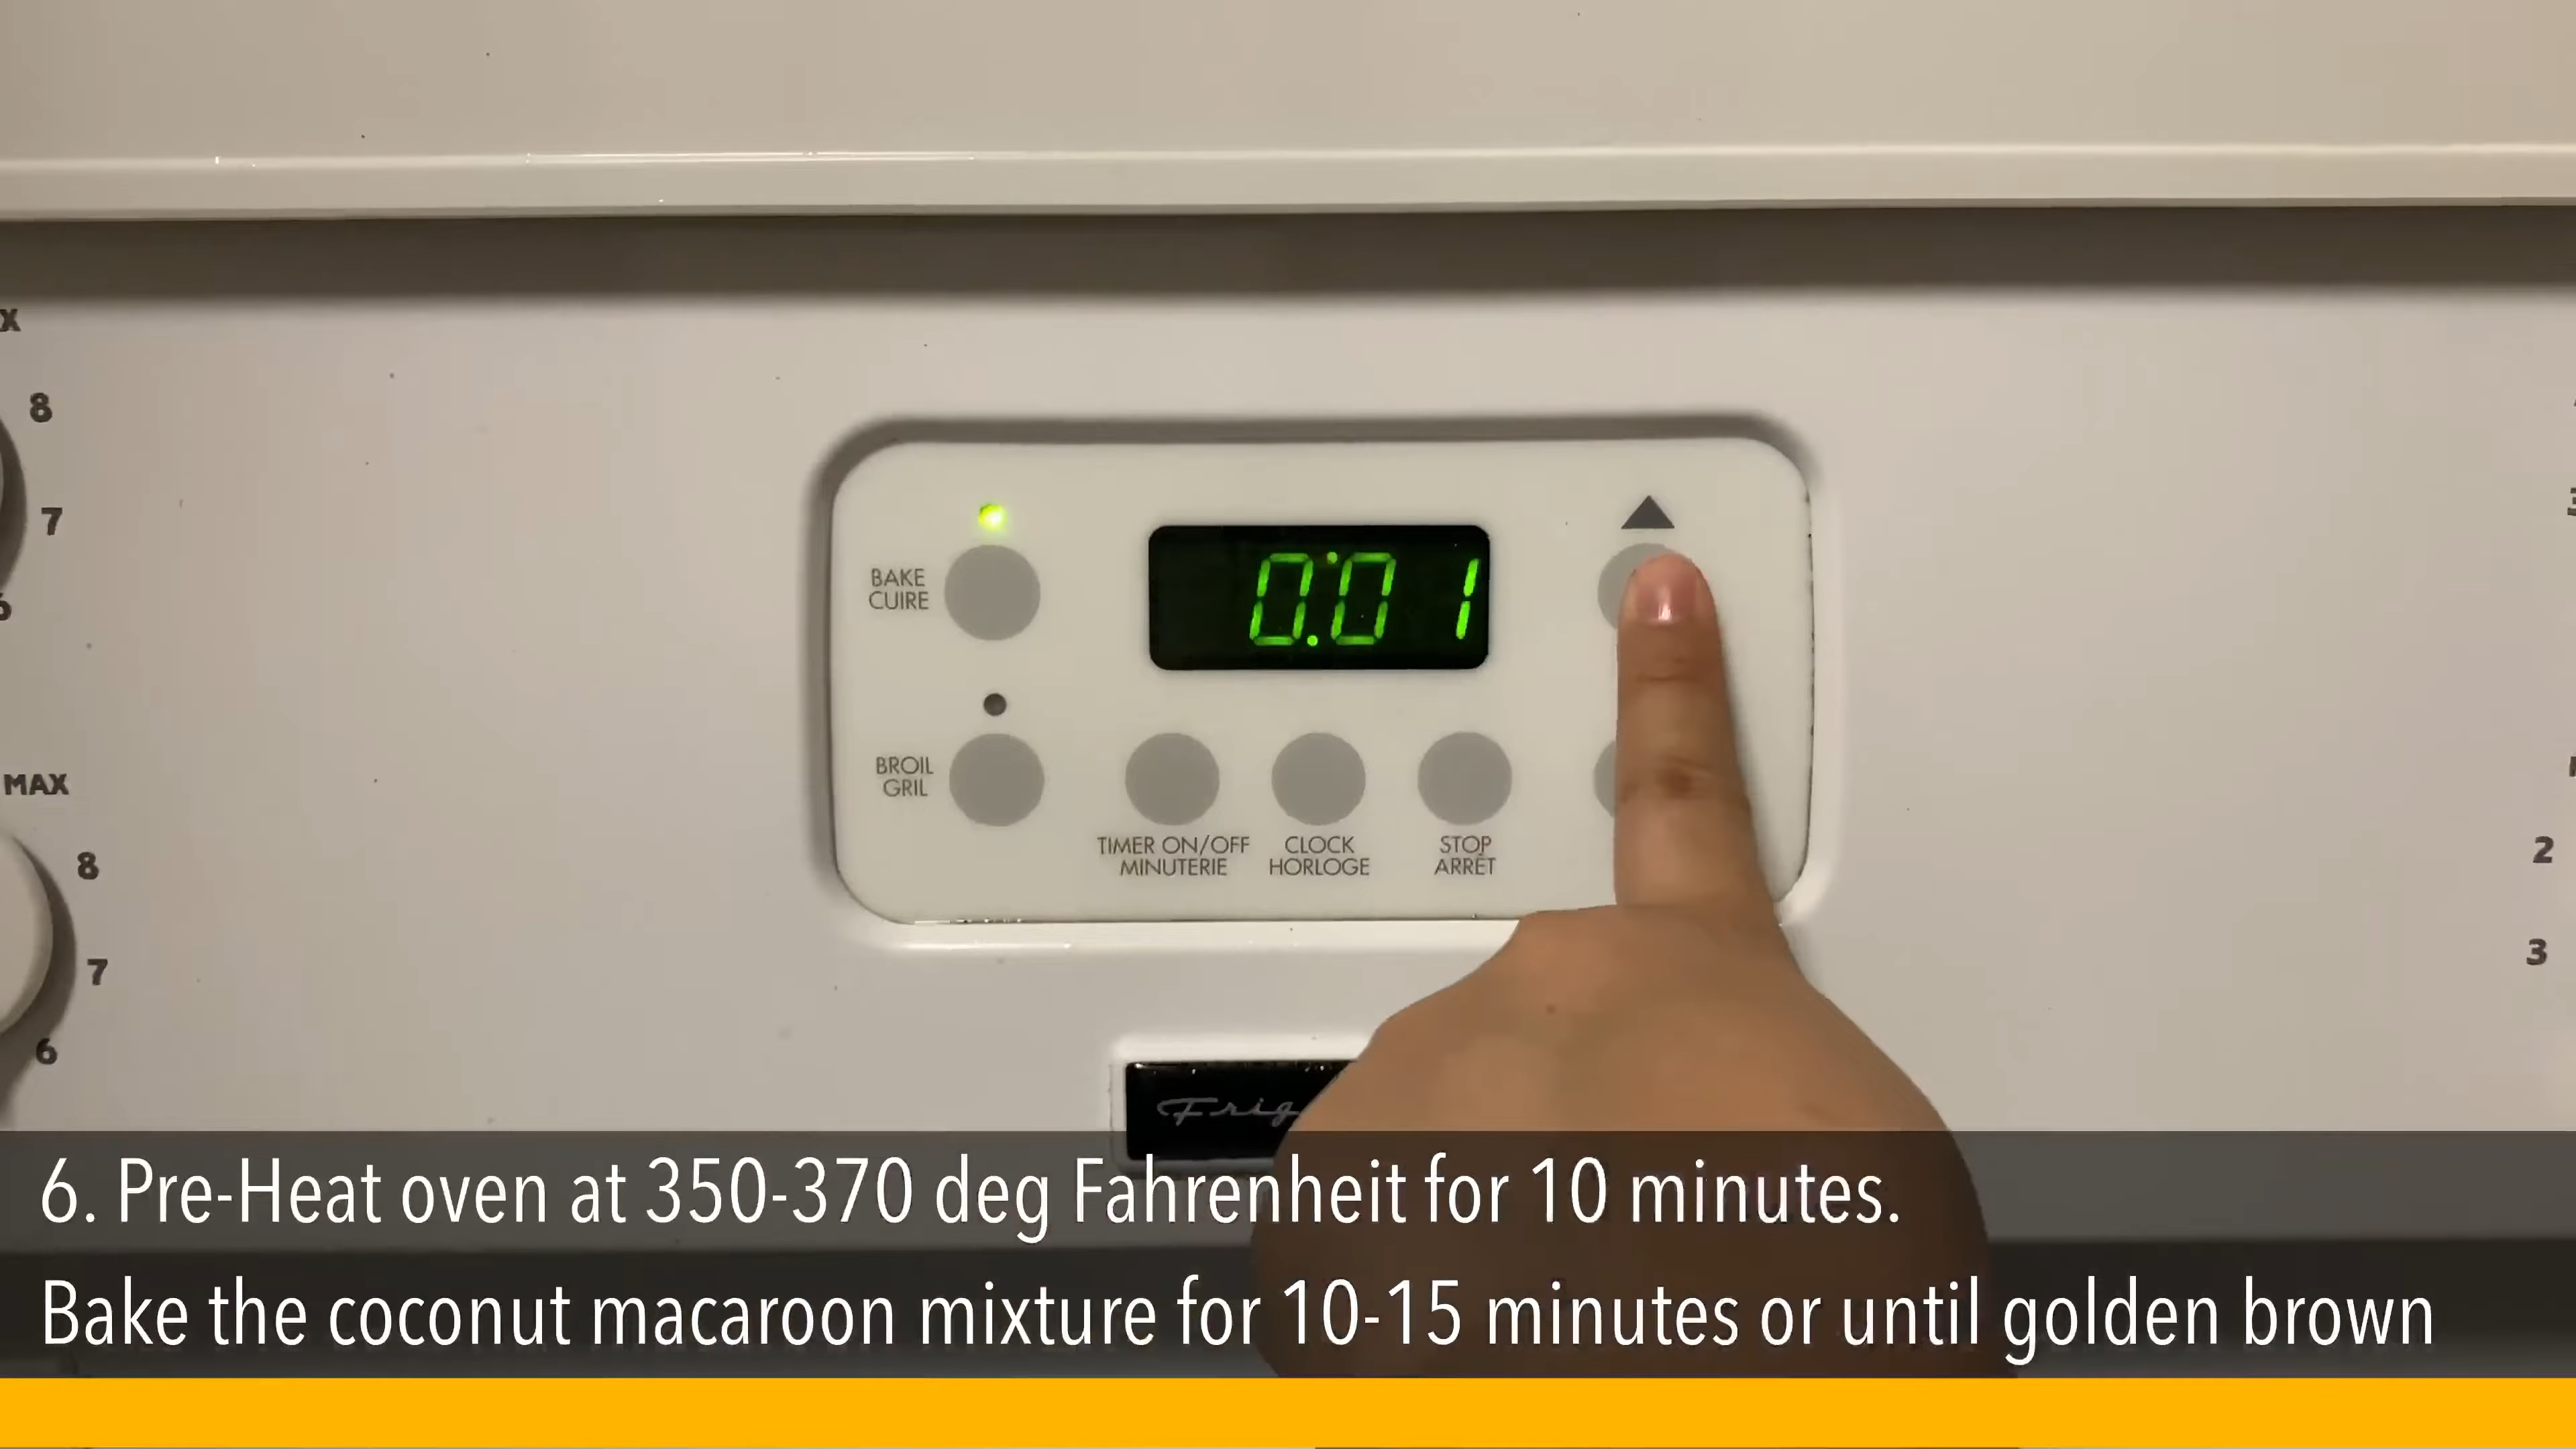 8
7
MAX
8
7
6
BAKE
CUIRE
0:01
BROIL
GRIL
TIMER ON/OFF
MINUTERIE
CLOCK
HORLOGE
STOP
ARRÊT
2
3
6. Pre-Heat oven at 350-370 deg Fahrenheit for 10 minutes.
Bake the coconut macaroon mixture for 10-15 minutes or until golden brown